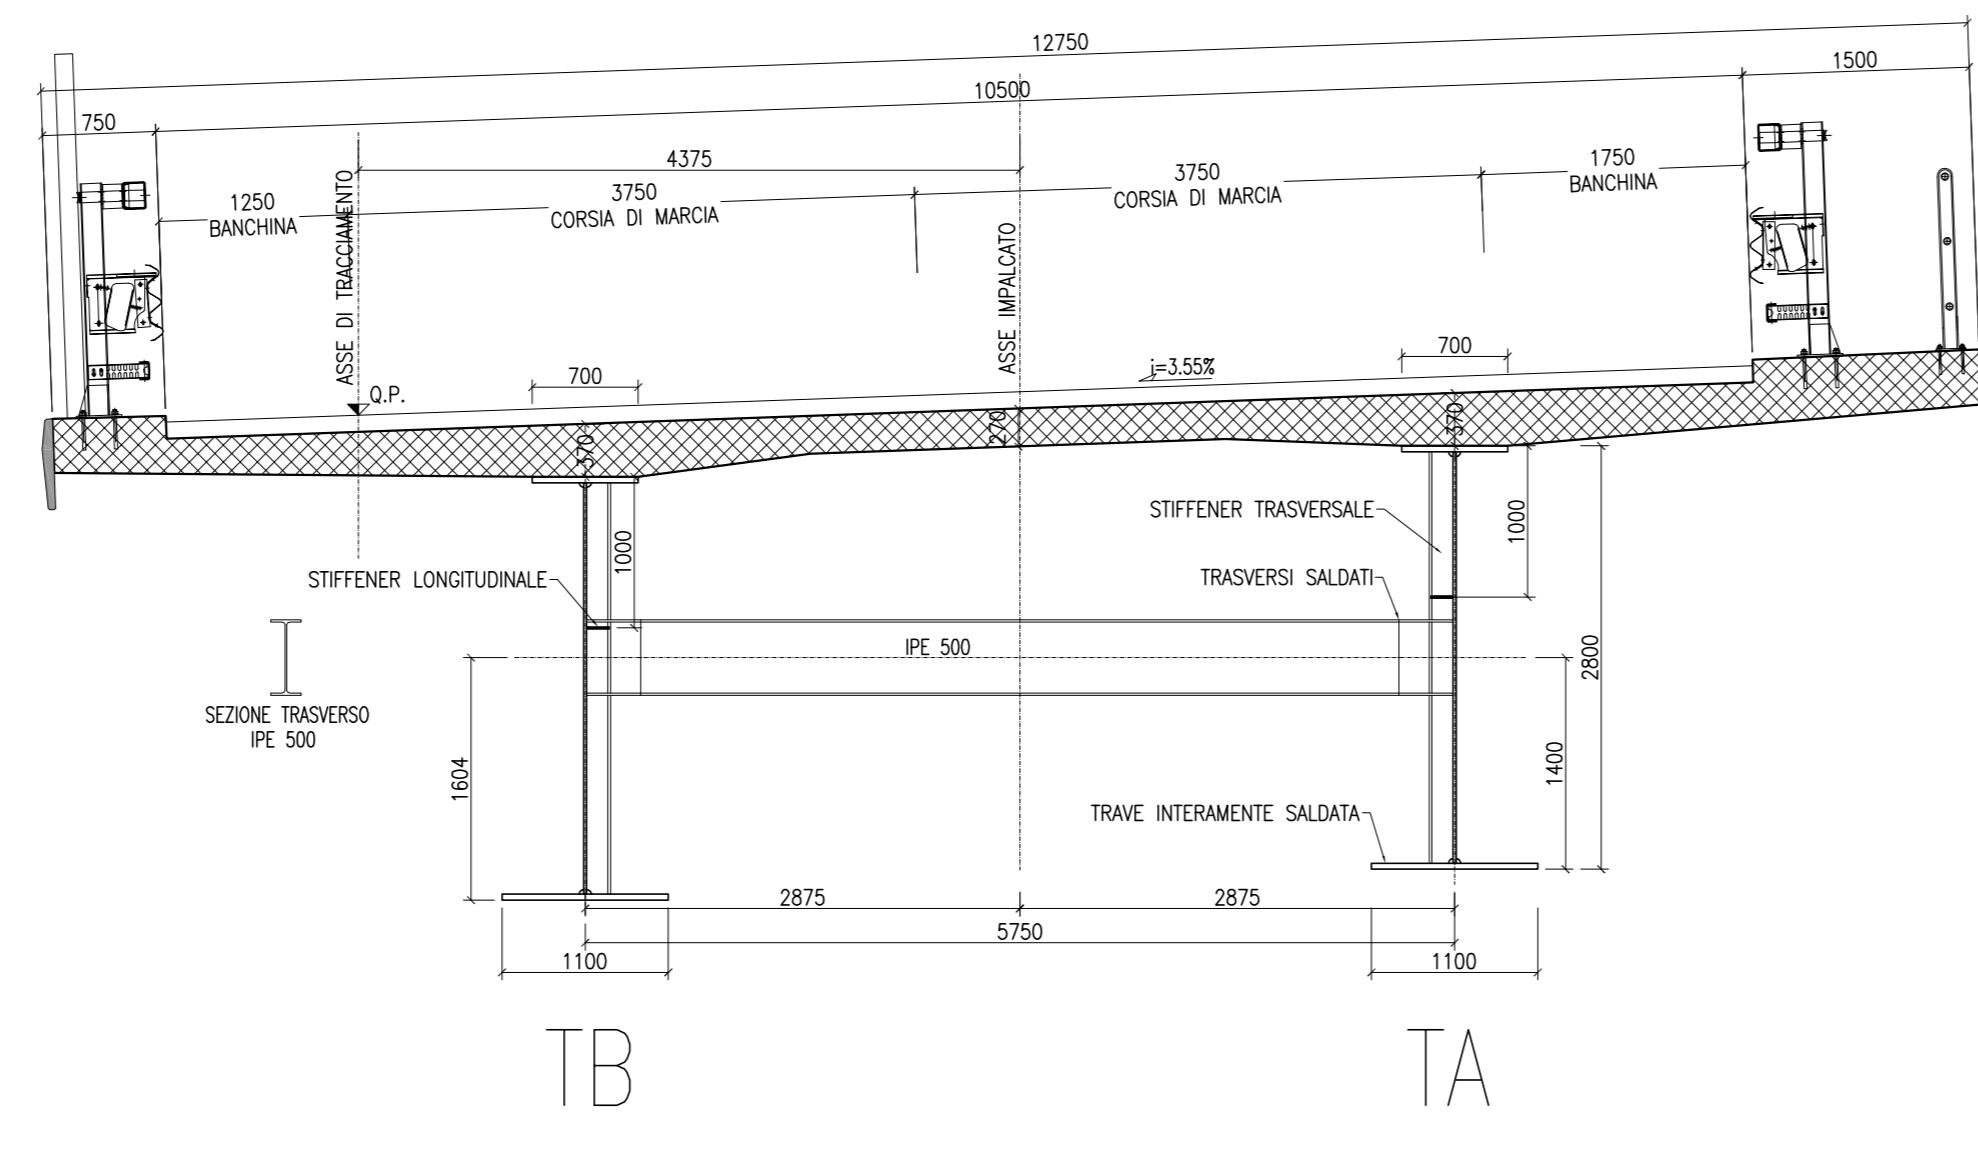 12750
1500
10500
750
4375
1750
BANCHINA
3750
CORSIA DI MARCIA
3750
CORSIA DI MARCIA
1250
BANCHINA
ASSE DI TRACCIAMENTO
ASSE IMPALCATO
700
i=3.55%
700
Q.P.
370
270
370
STIFFENER TRASVERSALE
1000
1000
STIFFENER LONGITUDINALE
TRASVERSI SALDATI
IPE 500
2800
SEZIONE TRASVERSO
IPE 500
1604
1400
TRAVE INTERAMENTE SALDATA
2875
2875
5750
1100
1100
TB
TA